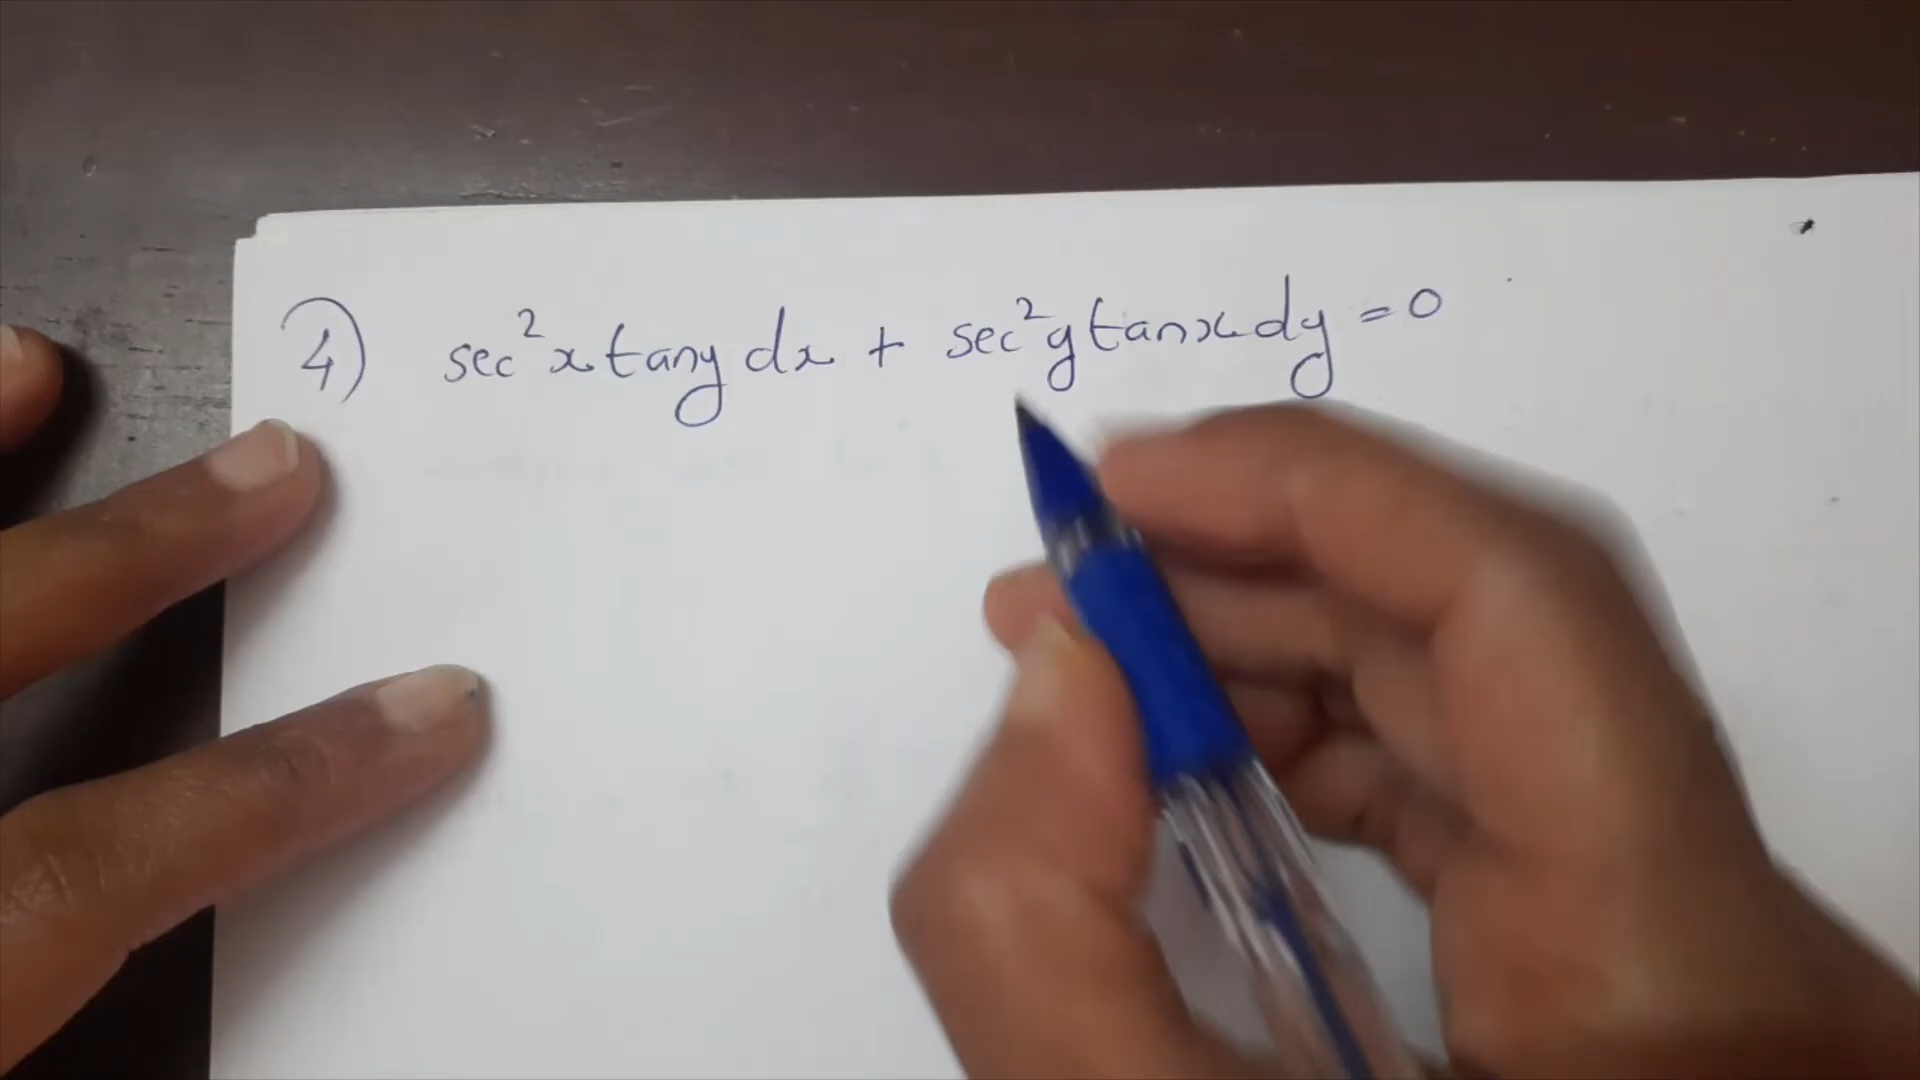 4) sec²x tany dx + sec²y tanx dy = 0